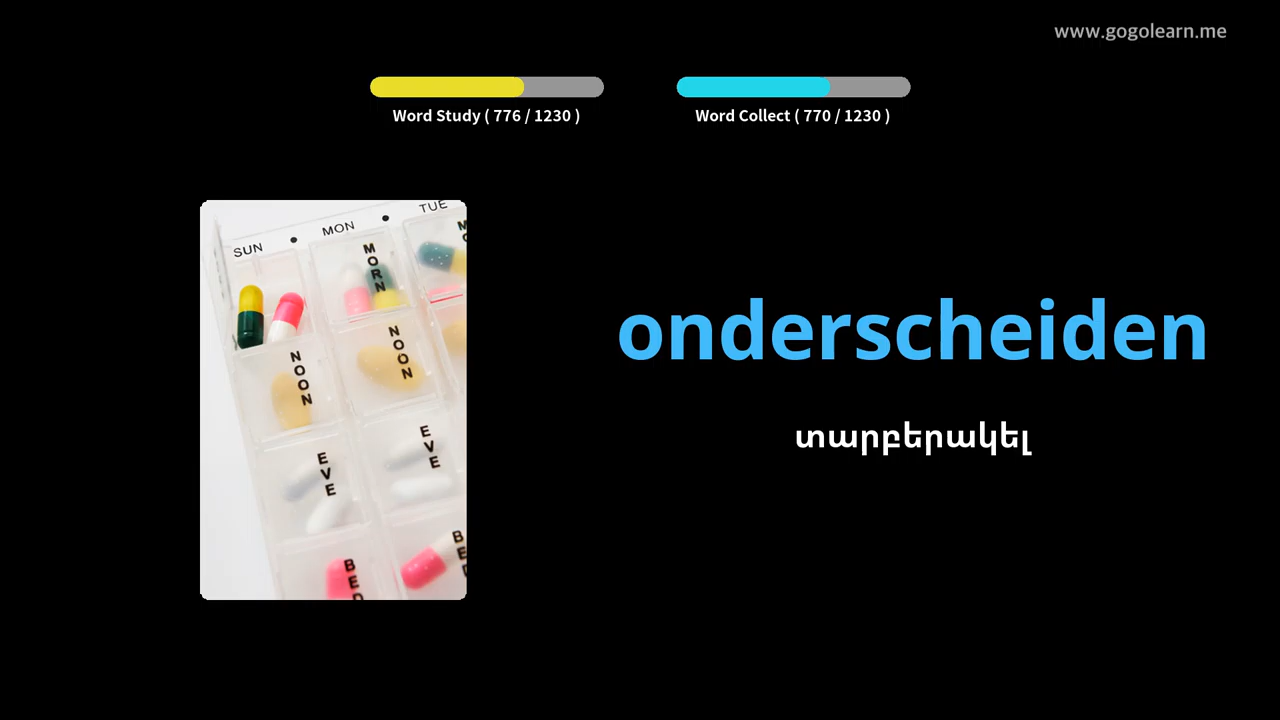 www.gogolearn.me
Word Study ( 776 / 1230 )
Word Collect ( 770 / 1230 )
SUN • MON • TUE
MORN
NOON
NOON
EVE
EVE
BED
onderscheiden
տարբերակել